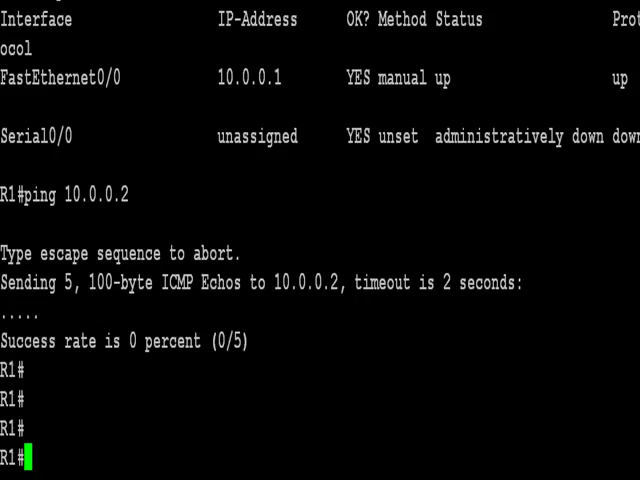 Interface IP-Address OK? Method Status Prot
ocol
FastEthernet0/0 10.0.0.1 YES manual up up
Serial0/0 unassigned YES unset administratively down down
R1#ping 10.0.0.2
Type escape sequence to abort.
Sending 5, 100-byte ICMP Echos to 10.0.0.2, timeout is 2 seconds:
.....
Success rate is 0 percent (0/5)
R1#
R1#
R1#
R1#